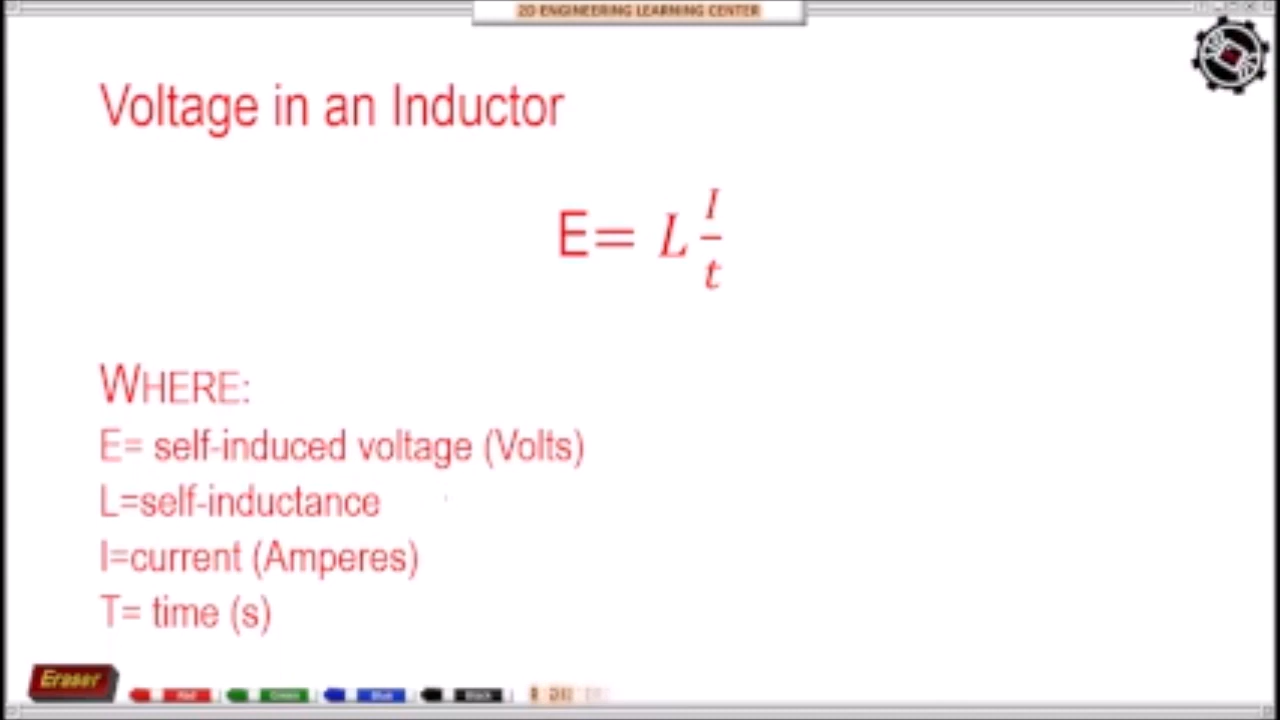 2D ENGINEERING LEARNING CENTER
Voltage in an Inductor
E= L I/t
WHERE:
E= self-induced voltage (Volts)
L=self-inductance
I=current (Amperes)
T= time (s)
Eraser
Red Green Blue Black